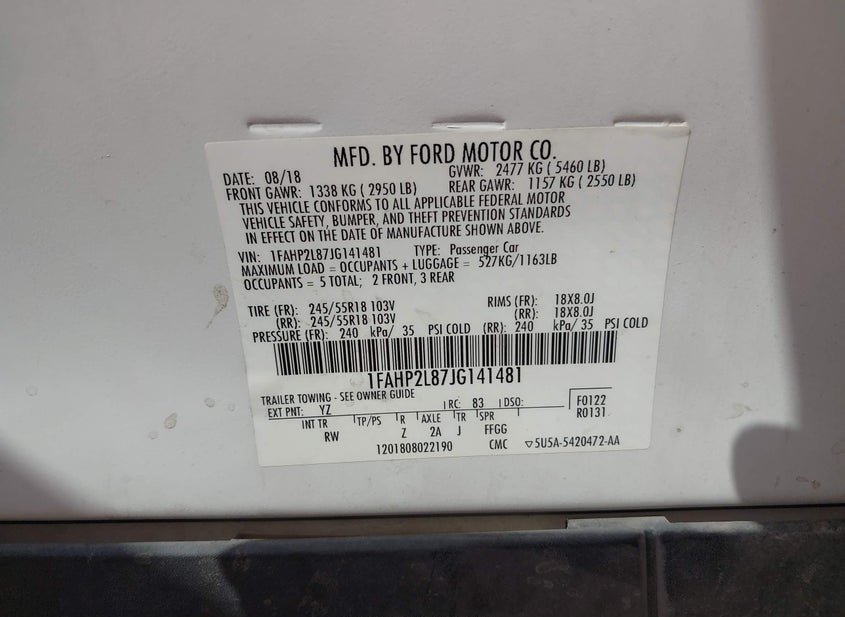 MFD. BY FORD MOTOR CO.
DATE: 08/18 GVWR: 2477 KG ( 5460 LB)
FRONT GAWR: 1338 KG ( 2950 LB) REAR GAWR: 1157 KG ( 2550 LB)
THIS VEHICLE CONFORMS TO ALL APPLICABLE FEDERAL MOTOR
VEHICLE SAFETY, BUMPER, AND THEFT PREVENTION STANDARDS
IN EFFECT ON THE DATE OF MANUFACTURE SHOWN ABOVE.
VIN: 1FAHP2L87JG141481 TYPE: Passenger Car
MAXIMUM LOAD = OCCUPANTS + LUGGAGE = 527KG/1163LB
OCCUPANTS = 5 TOTAL; 2 FRONT, 3 REAR
TIRE (FR): 245/55R18 103V RIMS (FR): 18X8.0J
(RR): 245/55R18 103V (RR): 18X8.0J
PRESSURE (FR): 240 kPa/ 35 PSI COLD (RR): 240 kPa/ 35 PSI COLD
1FAHP2L87JG141481
TRAILER TOWING - SEE OWNER GUIDE
EXT PNT: YZ RC: 83 DSO: F0122
INT TR TP/PS R AXLE TR SPR R0131
RW Z 2A J FFGG
1201808022190 CMC ▽5U5A-5420472-AA